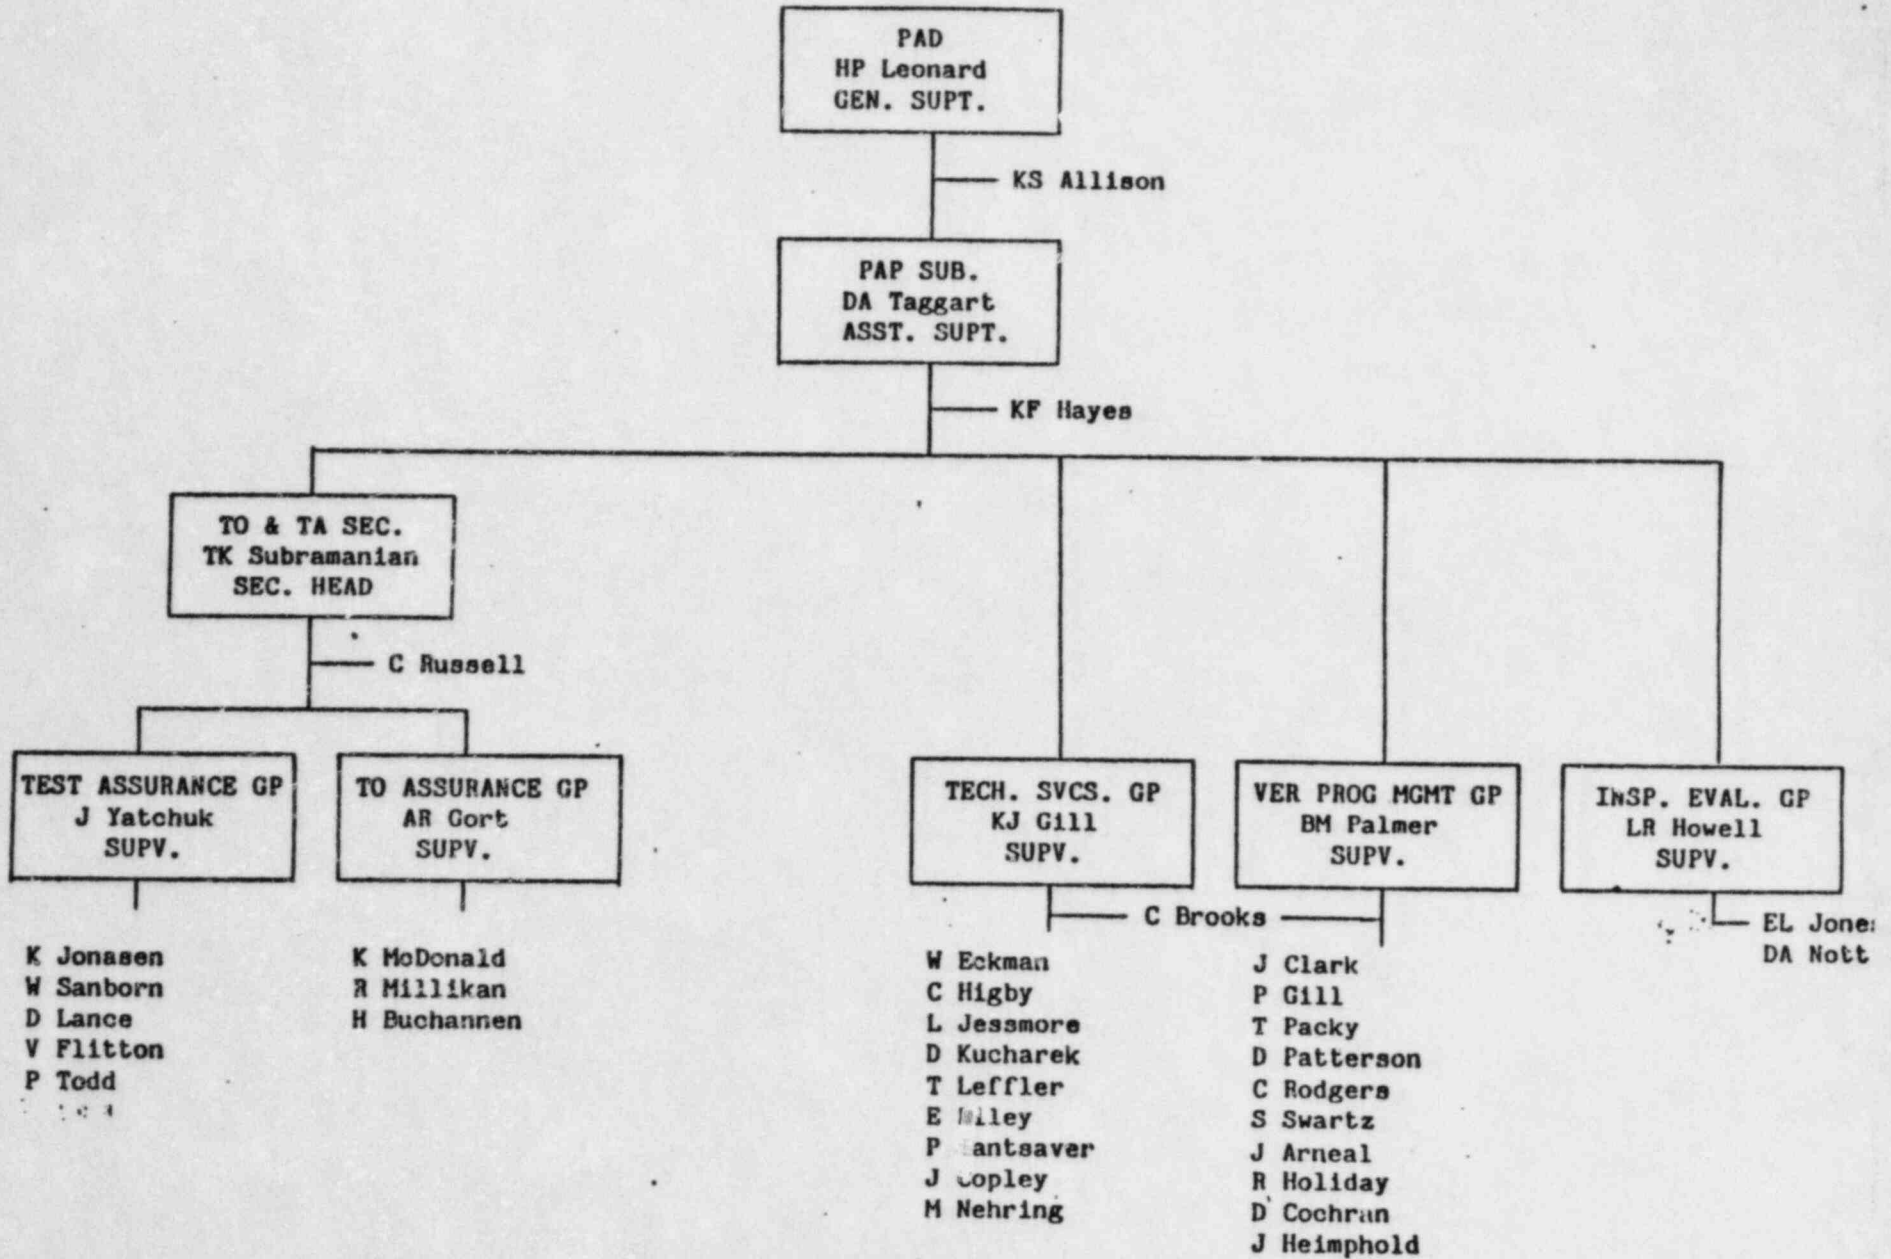 PAD
HP Leonard
GEN. SUPT.
KS Allison
PAP SUB.
DA Taggart
ASST. SUPT.
KF Hayes
TO & TA SEC.
TK Subramanian
SEC. HEAD
C Russell
TEST ASSURANCE GP
J Yatchuk
SUPV.
K Jonasen
W Sanborn
D Lance
V Flitton
P Todd
TO ASSURANCE GP
AR Gort
SUPV.
K McDonald
R Millikan
H Buchannen
TECH. SVCS. GP
KJ Gill
SUPV.
C Brooks
W Eckman
C Higby
L Jessmore
D Kucharek
T Leffler
E
P
J
M Nehring
VER PROG MGMT GP
BM Palmer
SUPV.
J Clark
P Gill
T Packy
D Patterson
C Rodgers
S Swartz
J Arneal
R Holiday
D Cochran
J Heimphold
INSP. EVAL. GP
LR Howell
SUPV.
EL Jone
DA Nott